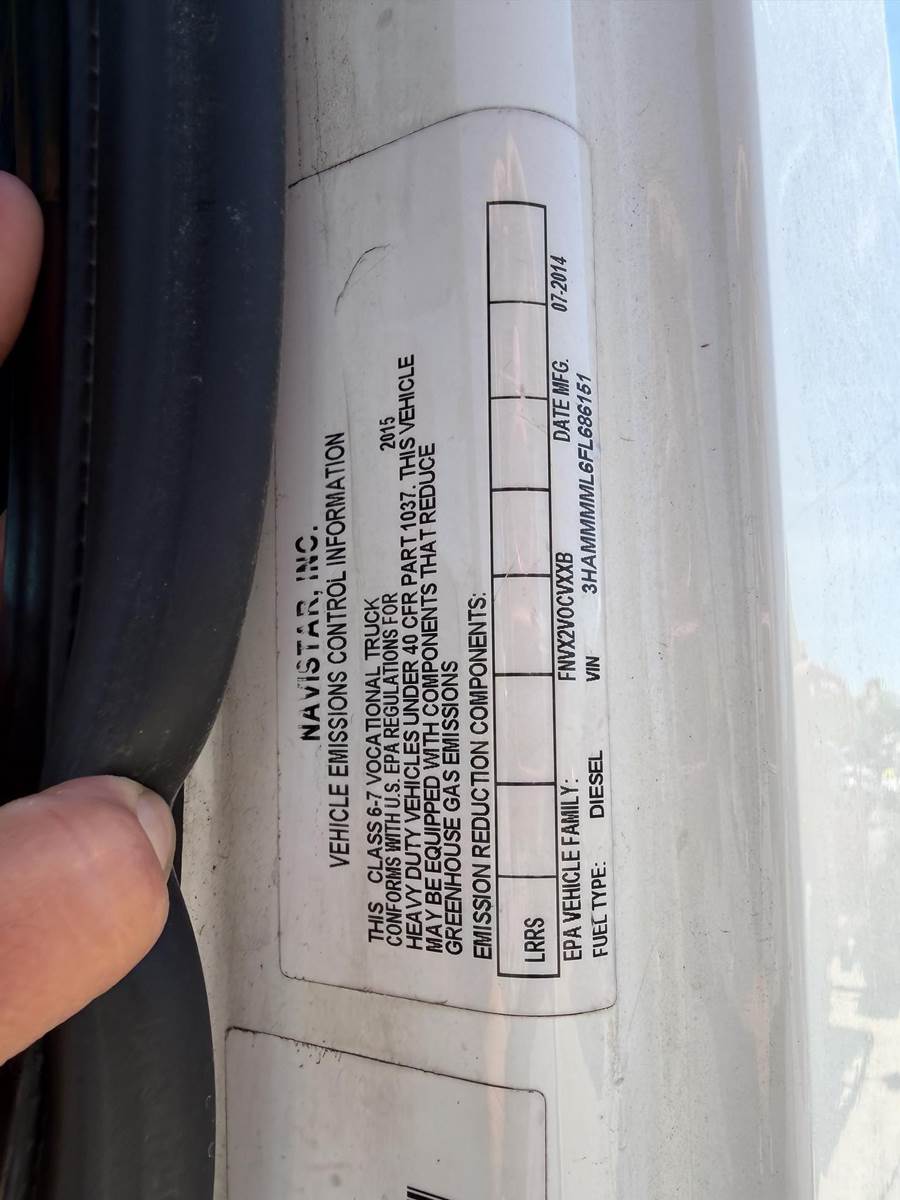 NAVISTAR, INC.
VEHICLE EMISSIONS CONTROL INFORMATION
THIS CLASS 6-7 VOCATIONAL TRUCK
CONFORMS WITH U.S. EPA REGULATIONS FOR 2015
HEAVY DUTY VEHICLES UNDER 40 CFR PART 1037. THIS VEHICLE
MAY BE EQUIPPED WITH COMPONENTS THAT REDUCE
GREENHOUSE GAS EMISSIONS
EMISSION REDUCTION COMPONENTS:
LRRS
EPA VEHICLE FAMILY: FNVX2VOCVXXB DATE MFG. 07-2014
FUEL TYPE: DIESEL VIN 3HAMMMML6FL686151